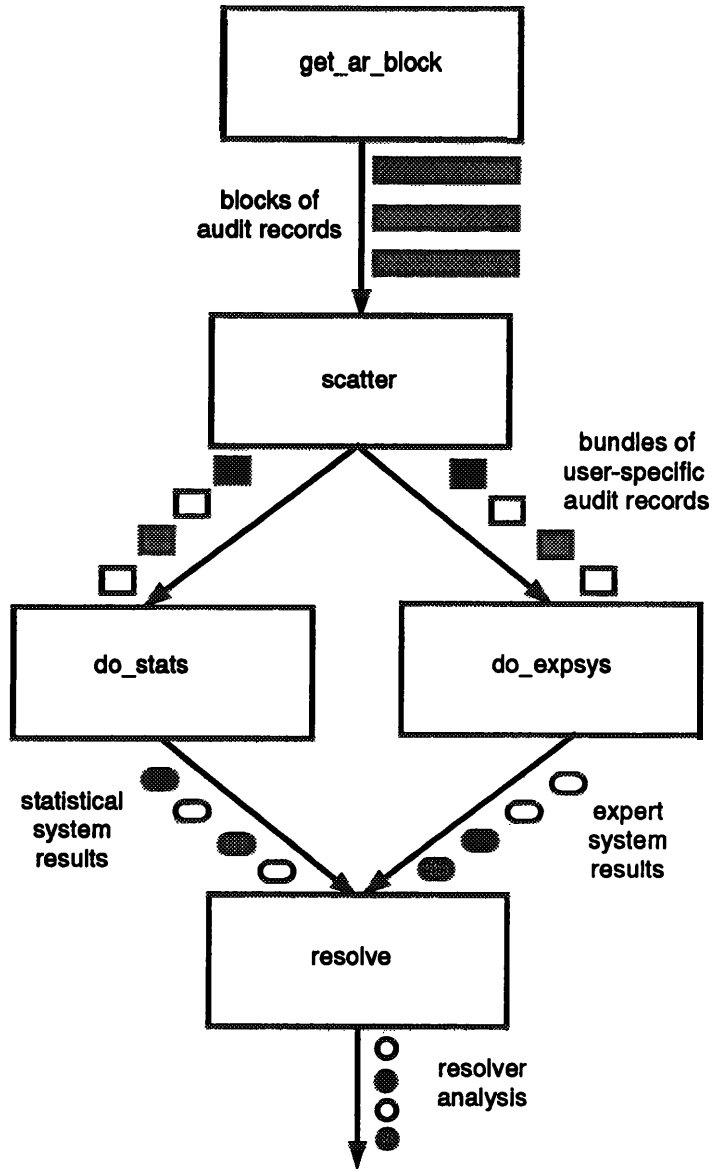 get_ar_block
blocks of
audit records
scatter
bundles of
user-specific
audit records
do_stats
do_expsys
statistical
system
results
expert
system
results
resolve
resolver
analysis